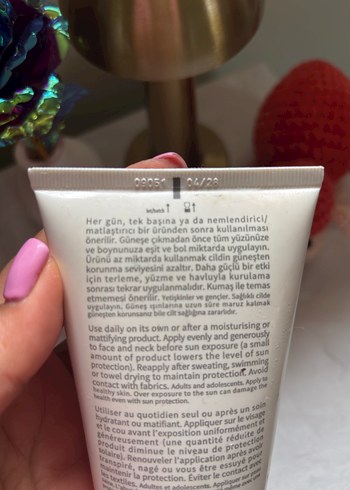 09051 04/28
Her gün, tek başına ya da nemlendirici/
matlaştırıcı bir üründen sonra kullanılması
önerilir. Güneşe çıkmadan önce tüm yüzünüze
ve boynunuza eşit ve bol miktarda uygulayın.
Ürünü az miktarda kullanmak cildin güneşten
korunma seviyesini azaltır. Daha güçlü bir etki
için terleme, yüzme ve havluyla kurulama
sonrası tekrar uygulanmalıdır. Kumaş ile temas
etmemesi önerilir. Yetişkinler ve gençler. Sağlıklı cilde
uygulayın. Güneş ışınlarına uzun süre maruz kalmak
güneşten korunsanız bile cilt sağlığına zararlıdır.
Use daily on its own or after a moisturising or
mattifying product. Apply evenly and generously
to face and neck before sun exposure (a small
amount of product lowers the level of sun
protection). Reapply after sweating, swimming
or towel drying to maintain protection. Avoid
contact with fabrics. Adults and adolescents. Apply to
healthy skin. Over exposure to the sun can damage the
health even with sun protection.
Utiliser au quotidien seul ou après un soin
hydratant ou matifiant. Appliquer sur le visage
et le cou avant l'exposition uniformément et
généreusement (une quantité réduite de
produit diminue le niveau de protection
solaire). Renouveler l'application après avoir
transpiré, nagé ou vous être essuyé pour
maintenir la protection. Éviter le contact avec
les textiles. Adultes et adolescents. Appliquer sur